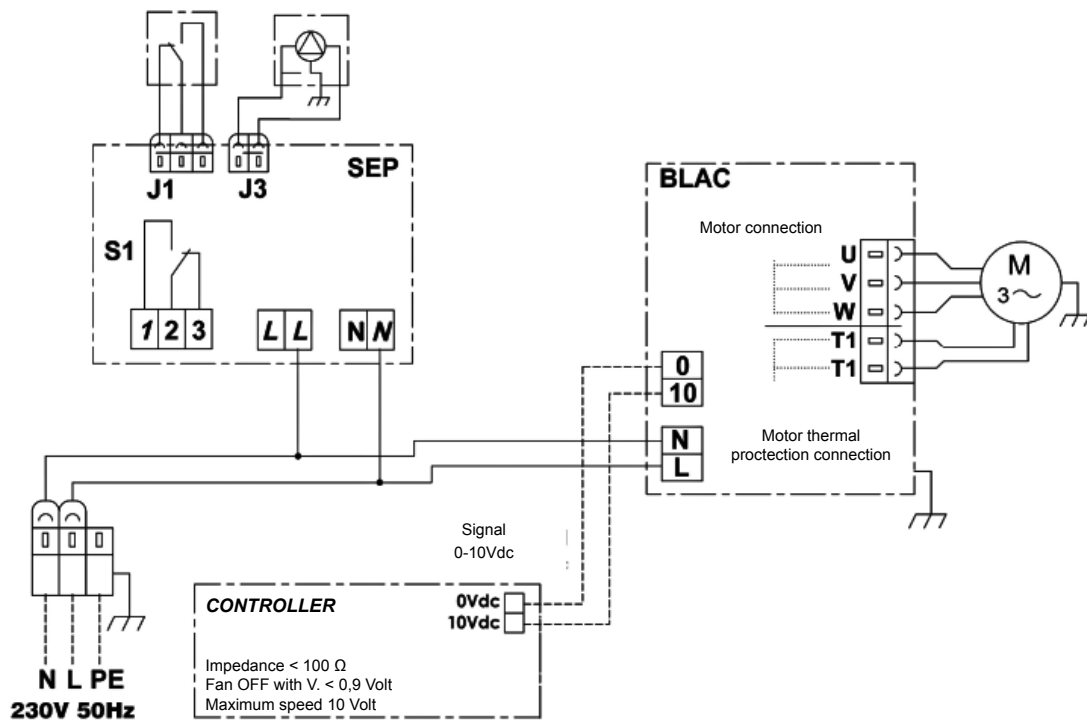 SEP
J1
J3
S1
1 2 3
L L
N N
BLAC
Motor connection
U
V
W
T1
T1
M
3~
0
10
N
L
Motor thermal
proctection connection
Signal
0-10Vdc
CONTROLLER
0Vdc
10Vdc
Impedance < 100 Ω
Fan OFF with V. < 0,9 Volt
Maximum speed 10 Volt
N L PE
230V 50Hz